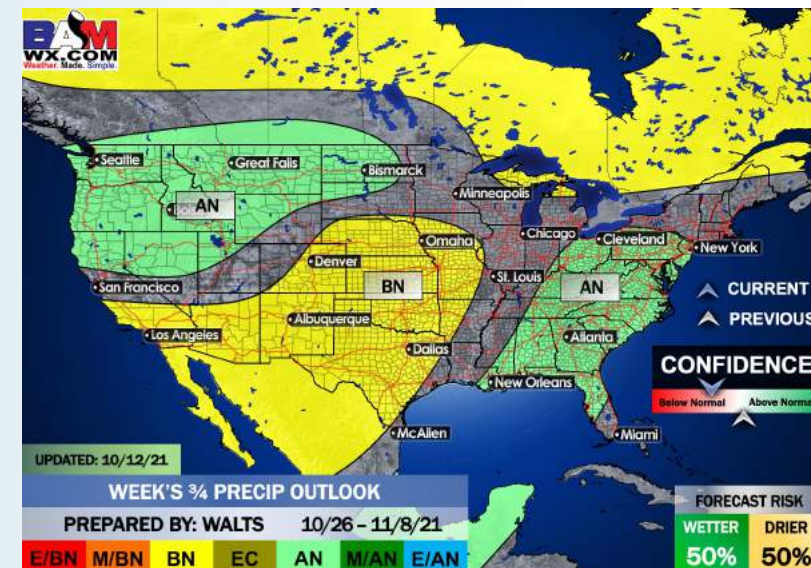 BAM
WX.COM
Weather. Made. Simple.
Seattle
Great Falls
Bismarck
Minneapolis
AN
Omaha
Chicago
Cleveland
New York
San Francisco
Denver
BN
St. Louis
AN
CURRENT
PREVIOUS
Los Angeles
Albuquerque
Dallas
Atlanta
New Orleans
CONFIDENCE
Below Normal
Above Norma
McAllen
Miami
UPDATED: 10/12/21
WEEK'S ¾ PRECIP OUTLOOK
PREPARED BY: WALTS 10/26 – 11/8/21
E/BN M/BN BN EC AN M/AN E/AN
FORECAST RISK
WETTER DRIER
50% 50%